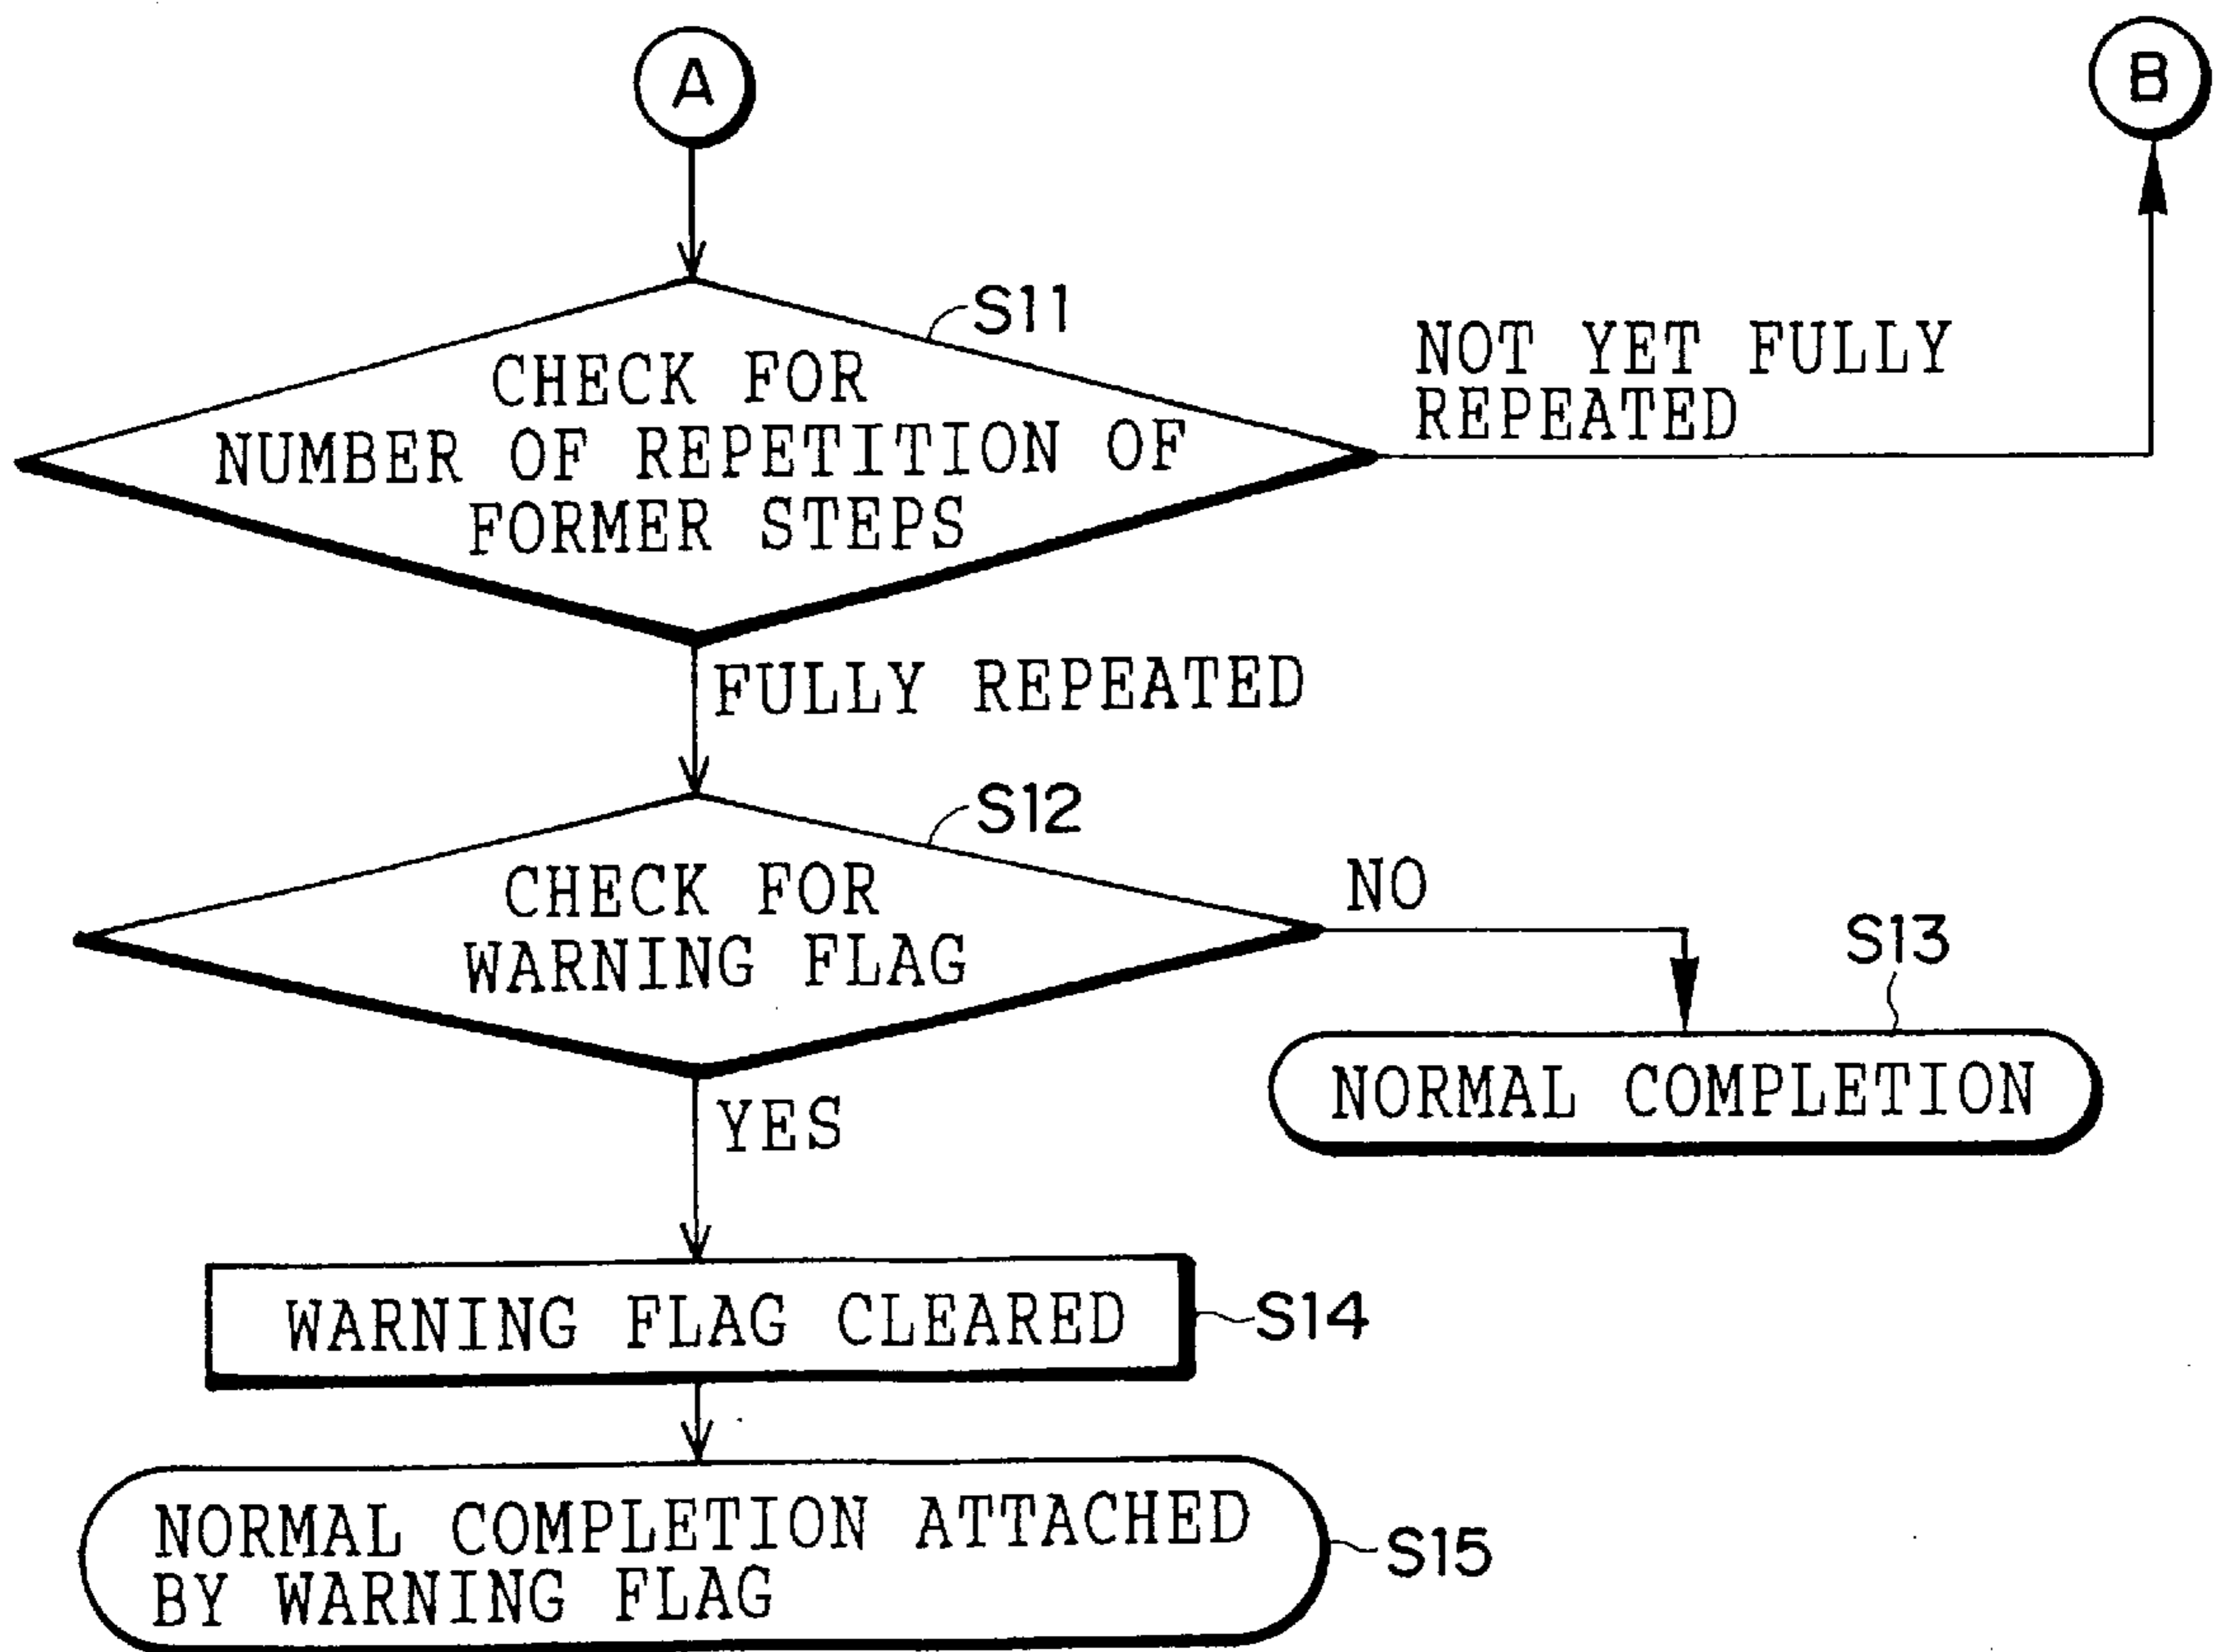 A
B
S11
CHECK FOR
NUMBER OF REPETITION OF
FORMER STEPS
NOT YET FULLY
REPEATED
FULLY REPEATED
S12
CHECK FOR
WARNING FLAG
NO
S13
NORMAL COMPLETION
YES
WARNING FLAG CLEARED
S14
NORMAL COMPLETION ATTACHED
BY WARNING FLAG
S15